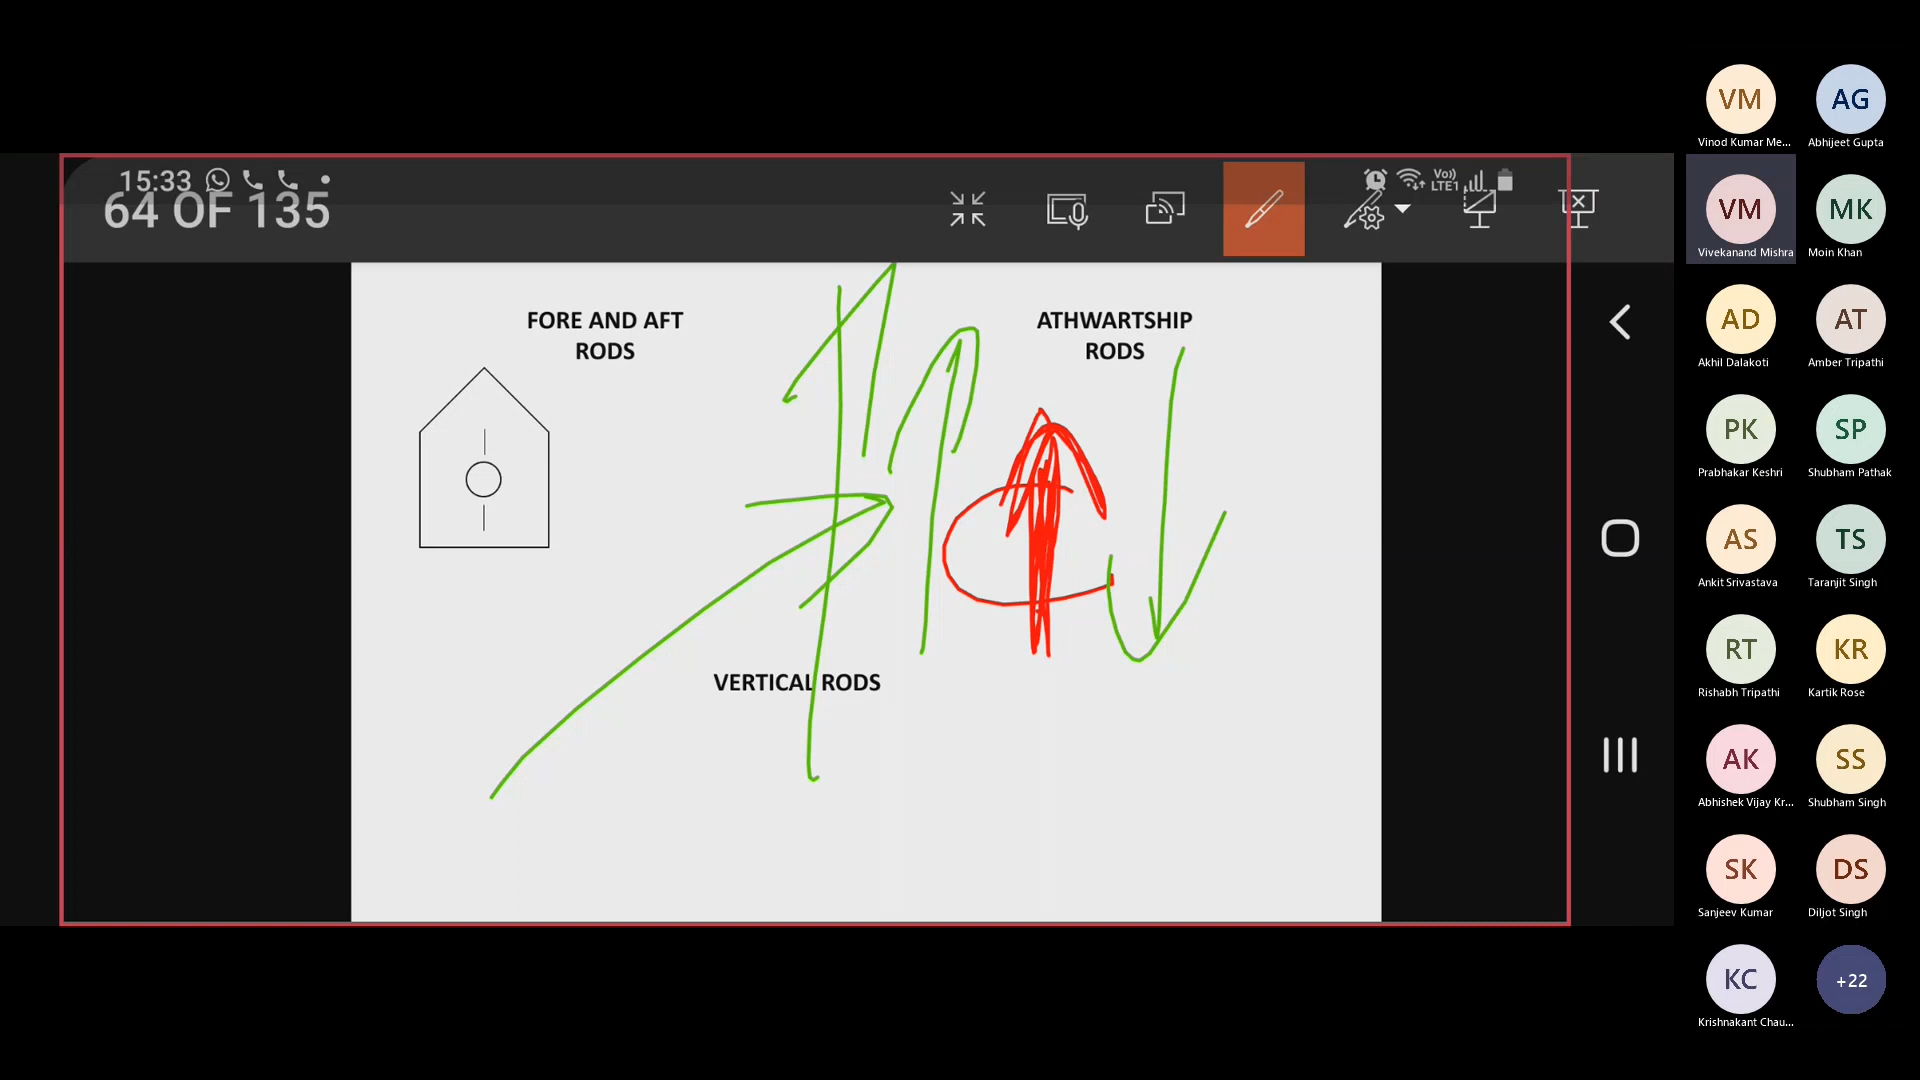 15:33
Vo)
LTE1
64 OF 135
FORE AND AFT
RODS
ATHWARTSHIP
RODS
VERTICAL RODS
VM
Vinod Kumar Me...
AG
Abhijeet Gupta
VM
Vivekanand Mishra
MK
Moin Khan
AD
Akhil Dalakoti
AT
Amber Tripathi
PK
Prabhakar Keshri
SP
Shubham Pathak
AS
Ankit Srivastava
TS
Taranjit Singh
RT
Rishabh Tripathi
KR
Kartik Rose
AK
Abhishek Vijay Kr...
SS
Shubham Singh
SK
Sanjeev Kumar
DS
Diljot Singh
KC
Krishnakant Chau...
+22